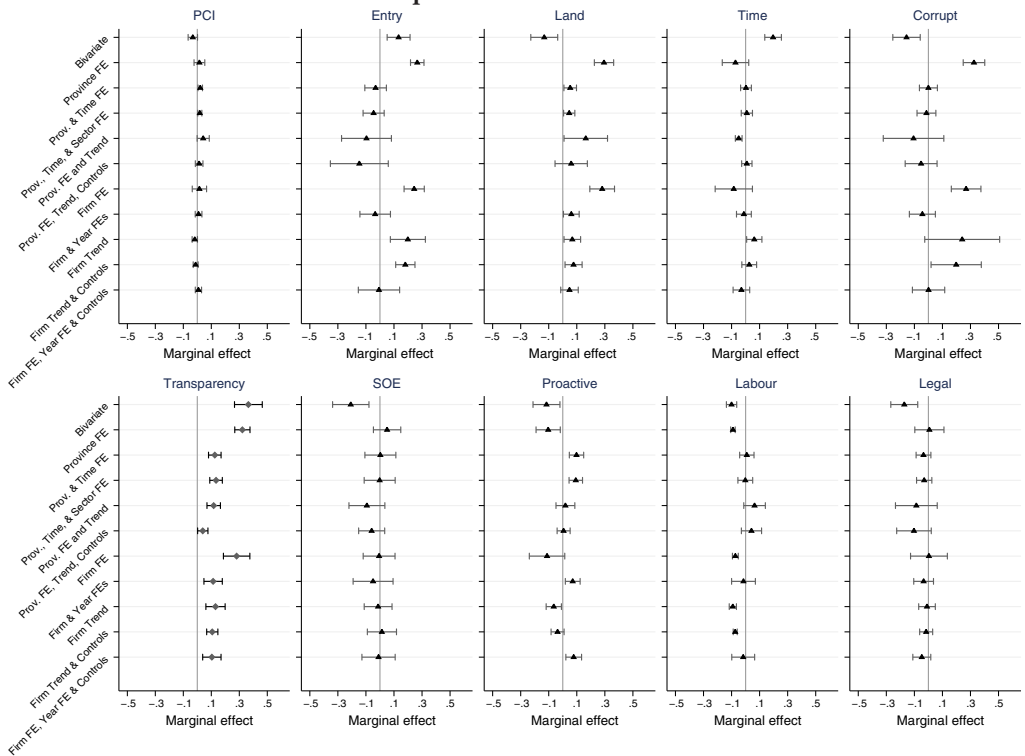 PCI Entry Land Time Corrupt
Bivariate
Province FE
Prov. & Time FE
Prov., Time, & Sector FE
Prov. FE and Trend
Prov. FE, Trend, Controls
Firm FE
Firm & Year FEs
Firm Trend
Firm Trend & Controls
Firm FE, Year FE & Controls
−.5 −.3 −.1 .1 .3 .5 −.5 −.3 −.1 .1 .3 .5 −.5 −.3 −.1 .1 .3 .5 −.5 −.3 −.1 .1 .3 .5 −.5 −.3 −.1 .1 .3 .5
Marginal effect Marginal effect Marginal effect Marginal effect Marginal effect
Transparency SOE Proactive Labour Legal
Bivariate
Province FE
Prov. & Time FE
Prov., Time, & Sector FE
Prov. FE and Trend
Prov. FE, Trend, Controls
Firm FE
Firm & Year FEs
Firm Trend
Firm Trend & Controls
Firm FE, Year FE & Controls
−.5 −.3 −.1 .1 .3 .5 −.5 −.3 −.1 .1 .3 .5 −.5 −.3 −.1 .1 .3 .5 −.5 −.3 −.1 .1 .3 .5 −.5 −.3 −.1 .1 .3 .5
Marginal effect Marginal effect Marginal effect Marginal effect Marginal effect